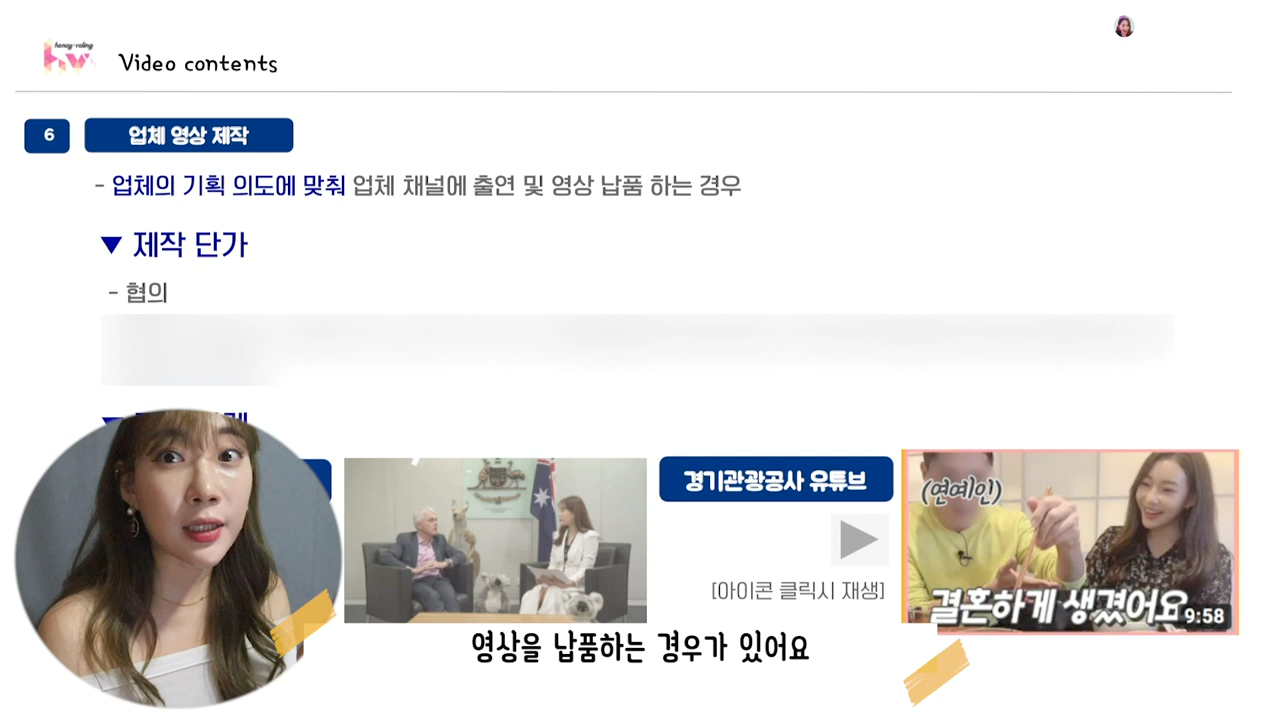 honey-roling
hv
Video contents
6
업체 영상 제작
- 업체의 기획 의도에 맞춰 업체 채널에 출연 및 영상 납품 하는 경우
▼ 제작 단가
- 협의
경기관광공사 유튜브
[아이콘 클릭시 재생]
(연예인)
결혼하게 생겼어요
9:58
영상을 납품하는 경우가 있어요